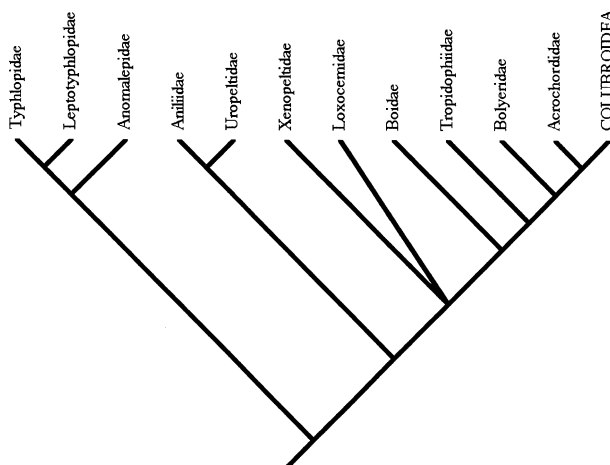 Typhlopidae
Leptotyphlopidae
Anomalepidae
Aniliidae
Uropeltidae
Xenopeltidae
Loxocemidae
Boidae
Tropidophiidae
Bolyeridae
Acrochordidae
COLUBROIDEA